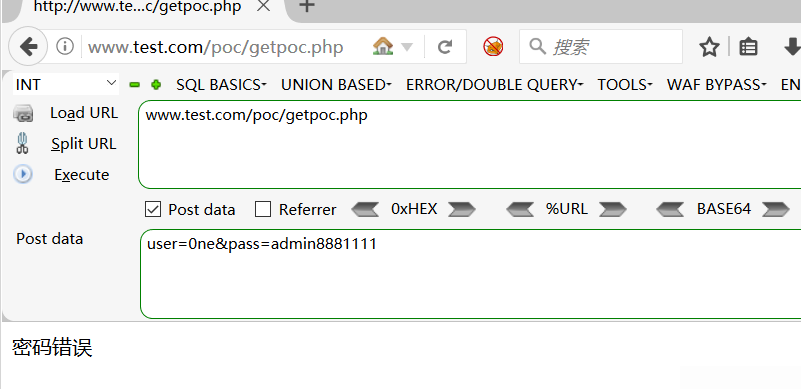 http://www.te...c/getpoc.php
www.test.com/poc/getpoc.php
搜索
INT
SQL BASICS
UNION BASED
ERROR/DOUBLE QUERY
TOOLS
WAF BYPASS
EN
Load URL
www.test.com/poc/getpoc.php
Split URL
Execute
Post data
Referrer
0xHEX
%URL
BASE64
Post data
user=0ne&pass=admin8881111
密码错误